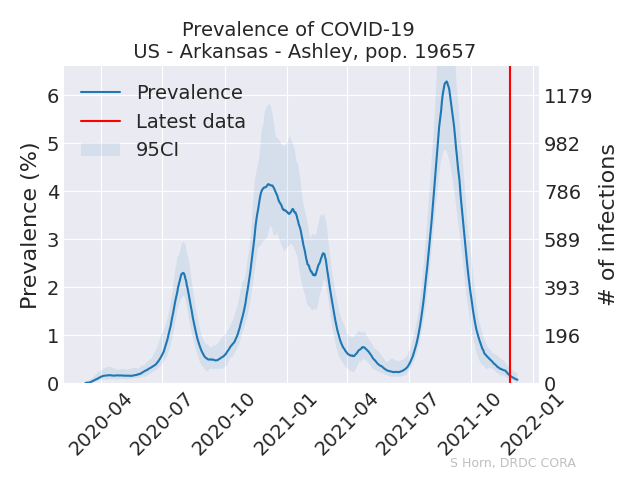 Prevalence of COVID-19
US - Arkansas - Ashley, pop. 19657
Prevalence
Latest data
95CI
Prevalence (%)
6
5
4
3
2
1
0
1179
982
786
589
393
196
0
# of infections
2020-04
2020-07
2020-10
2021-01
2021-04
2021-07
2021-10
2022-01
S Horn, DRDC CORA